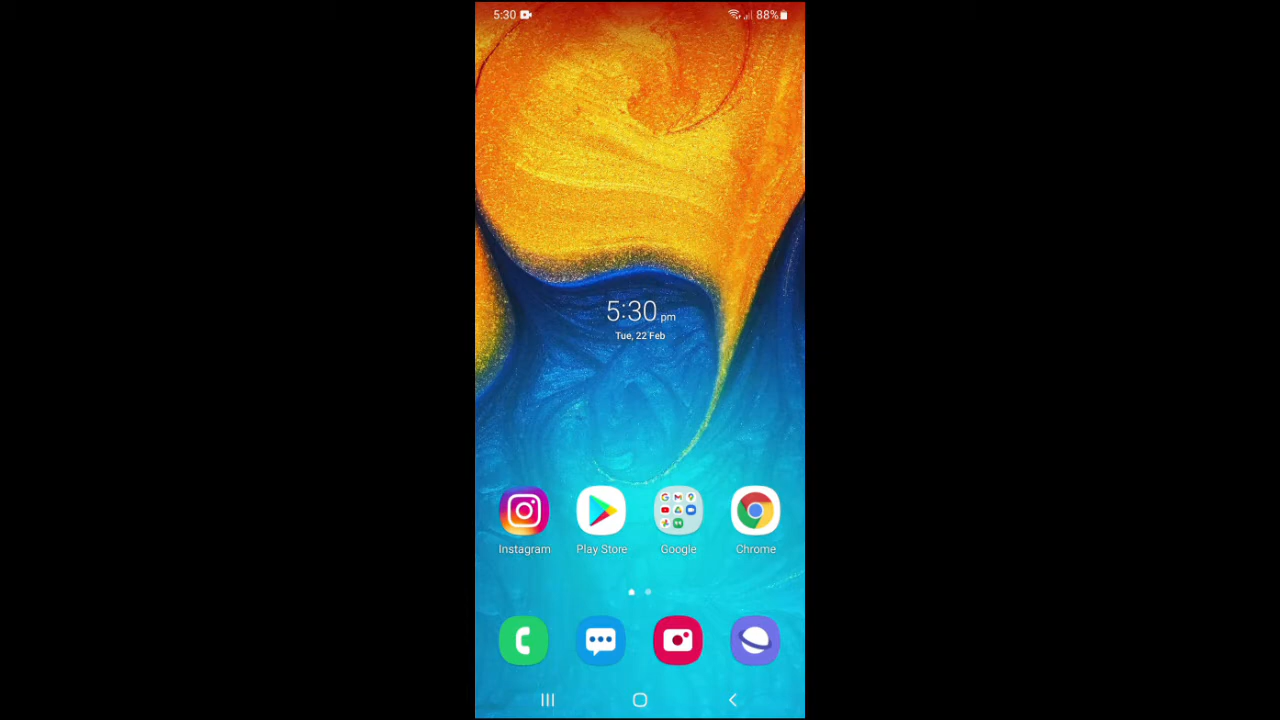 5:30
88%
5:30 pm
Tue, 22 Feb
Instagram
Play Store
Google
Chrome